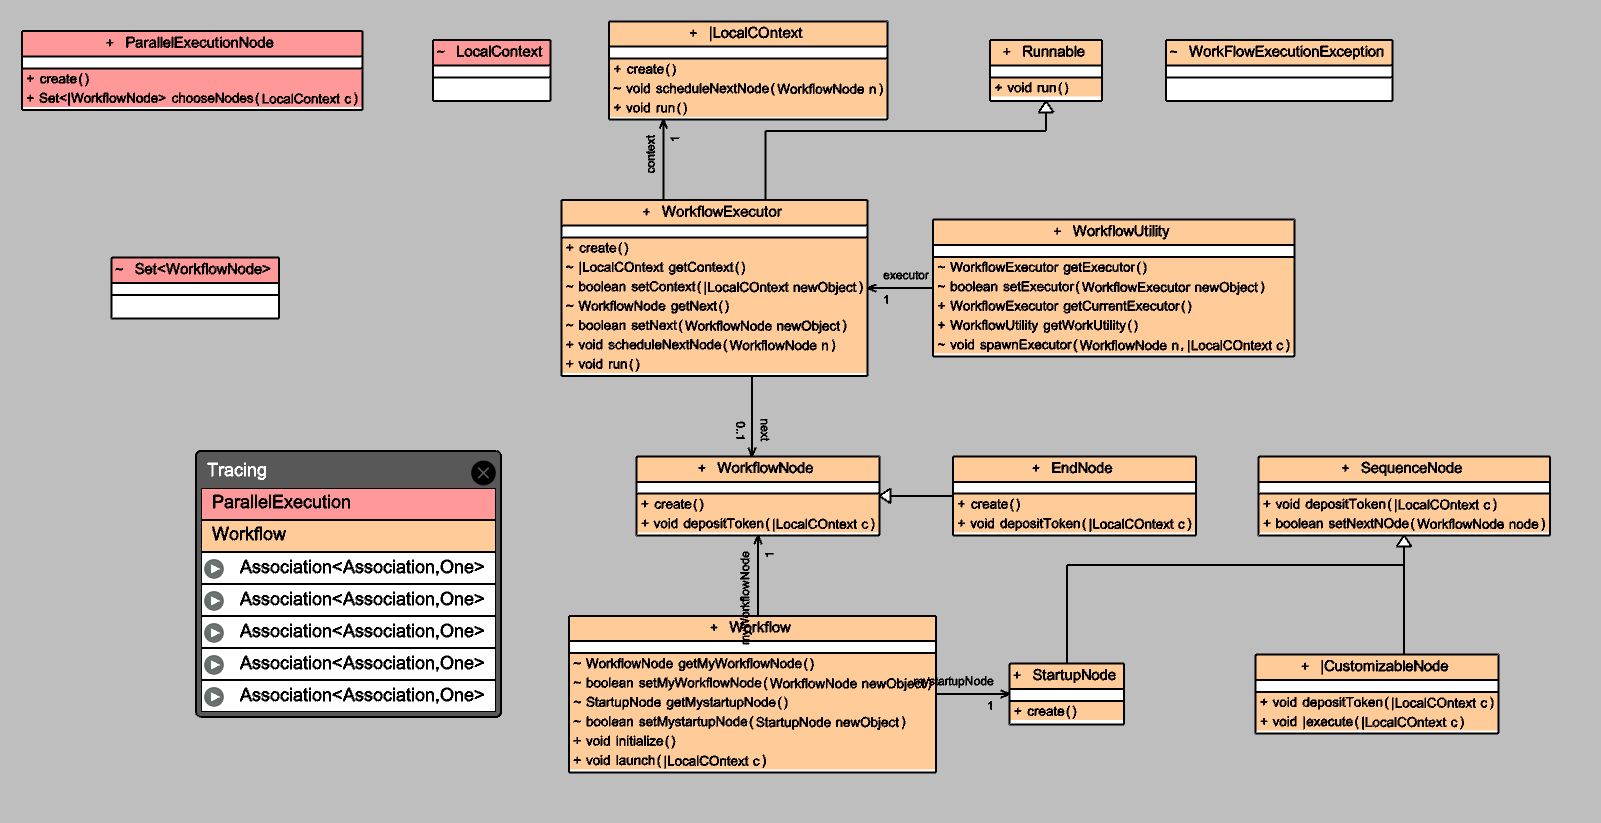 + ParallelExecutionNode
+ create()
+ Set<|WorkflowNode> chooseNodes(LocalContext c)
~ LocalContext
+ |LocalCOntext
+ create()
~ void scheduleNextNode(WorkflowNode n)
+ void run()
+ Runnable
+ void run()
~ WorkFlowExecutionException
context
1
~ Set<WorkflowNode>
+ WorkflowExecutor
+ create()
~ |LocalCOntext getContext()
~ boolean setContext(|LocalCOntext newObject)
~ WorkflowNode getNext()
~ boolean setNext(WorkflowNode newObject)
+ void scheduleNextNode(WorkflowNode n)
+ void run()
executor
1
+ WorkflowUtility
~ WorkflowExecutor getExecutor()
~ boolean setExecutor(WorkflowExecutor newObject)
+ WorkflowExecutor getCurrentExecutor()
+ WorkflowUtility getWorkUtility()
~ void spawnExecutor(WorkflowNode n,|LocalCOntext c)
0..1
next
Tracing
ParallelExecution
Workflow
Association<Association,One>
Association<Association,One>
Association<Association,One>
Association<Association,One>
Association<Association,One>
+ WorkflowNode
+ create()
+ void depositToken(|LocalCOntext c)
+ EndNode
+ create()
+ void depositToken(|LocalCOntext c)
+ SequenceNode
+ void depositToken(|LocalCOntext c)
+ boolean setNextNOde(WorkflowNode node)
myWorkflowNode
1
+ Workflow
~ WorkflowNode getMyWorkflowNode()
~ boolean setMyWorkflowNode(WorkflowNode newObject)
~ StartupNode getMystartupNode()
~ boolean setMystartupNode(StartupNode newObject)
+ void initialize()
+ void launch(|LocalCOntext c)
mystartupNode
1
+ StartupNode
+ create()
+ |CustomizableNode
+ void depositToken(|LocalCOntext c)
+ void |execute(|LocalCOntext c)